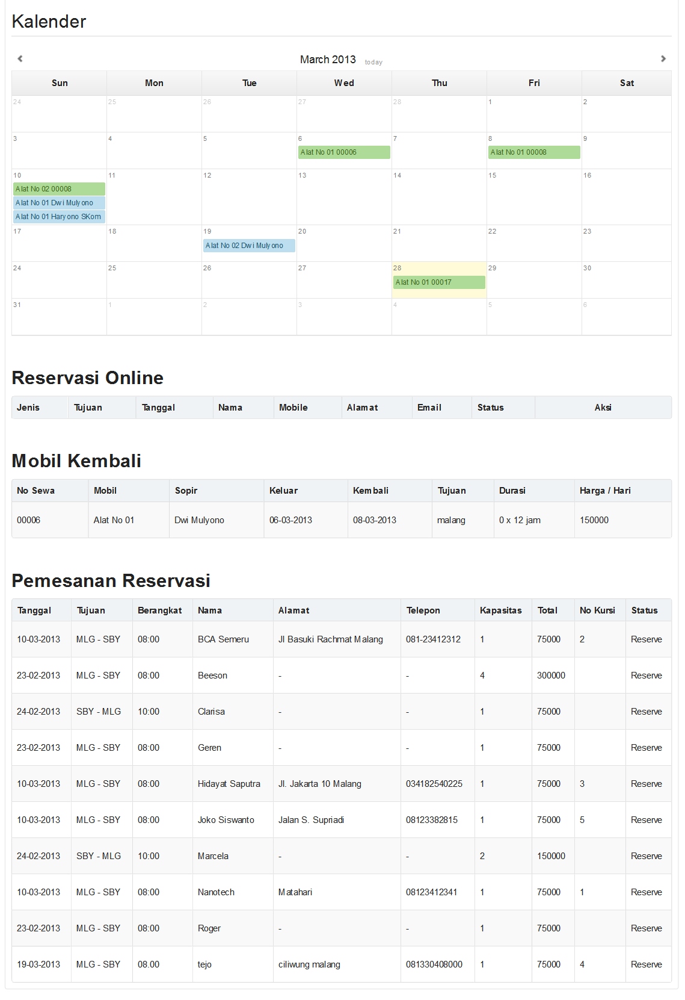 Kalender
March 2013 today
Sun Mon Tue Wed Thu Fri Sat
24 25 26 27 28 1 2
3 4 5 6 7 8 9
Alat No 01 00006 Alat No 01 00008
10 11 12 13 14 15 16
Alat No 02 00008
Alat No 01 Dwi Mulyono
Alat No 01 Haryono SKom
17 18 19 20 21 22 23
Alat No 02 Dwi Mulyono
24 25 26 27 28 29 30
Alat No 01 00017
31 1 2 3 4 5 6
Reservasi Online
Jenis Tujuan Tanggal Nama Mobile Alamat Email Status Aksi
Mobil Kembali
No Sewa Mobil Sopir Keluar Kembali Tujuan Durasi Harga / Hari
00006 Alat No 01 Dwi Mulyono 06-03-2013 08-03-2013 malang 0 x 12 jam 150000
Pemesanan Reservasi
Tanggal Tujuan Berangkat Nama Alamat Telepon Kapasitas Total No Kursi Status
10-03-2013 MLG - SBY 08:00 BCA Semeru Jl Basuki Rachmat Malang 081-23412312 1 75000 2 Reserve
23-02-2013 MLG - SBY 08:00 Beeson - - 4 300000 Reserve
24-02-2013 SBY - MLG 10:00 Clarisa - - 1 75000 Reserve
23-02-2013 MLG - SBY 08:00 Geren - - 1 75000 Reserve
10-03-2013 MLG - SBY 08:00 Hidayat Saputra Jl. Jakarta 10 Malang 034182540225 1 75000 3 Reserve
10-03-2013 MLG - SBY 08:00 Joko Siswanto Jalan S. Supriadi 08123382815 1 75000 5 Reserve
24-02-2013 SBY - MLG 10:00 Marcela - - 2 150000 Reserve
10-03-2013 MLG - SBY 08:00 Nanotech Matahari 08123412341 1 75000 1 Reserve
23-02-2013 MLG - SBY 08:00 Roger - - 1 75000 Reserve
19-03-2013 MLG - SBY 08.00 tejo ciliwung malang 081330408000 1 75000 4 Reserve